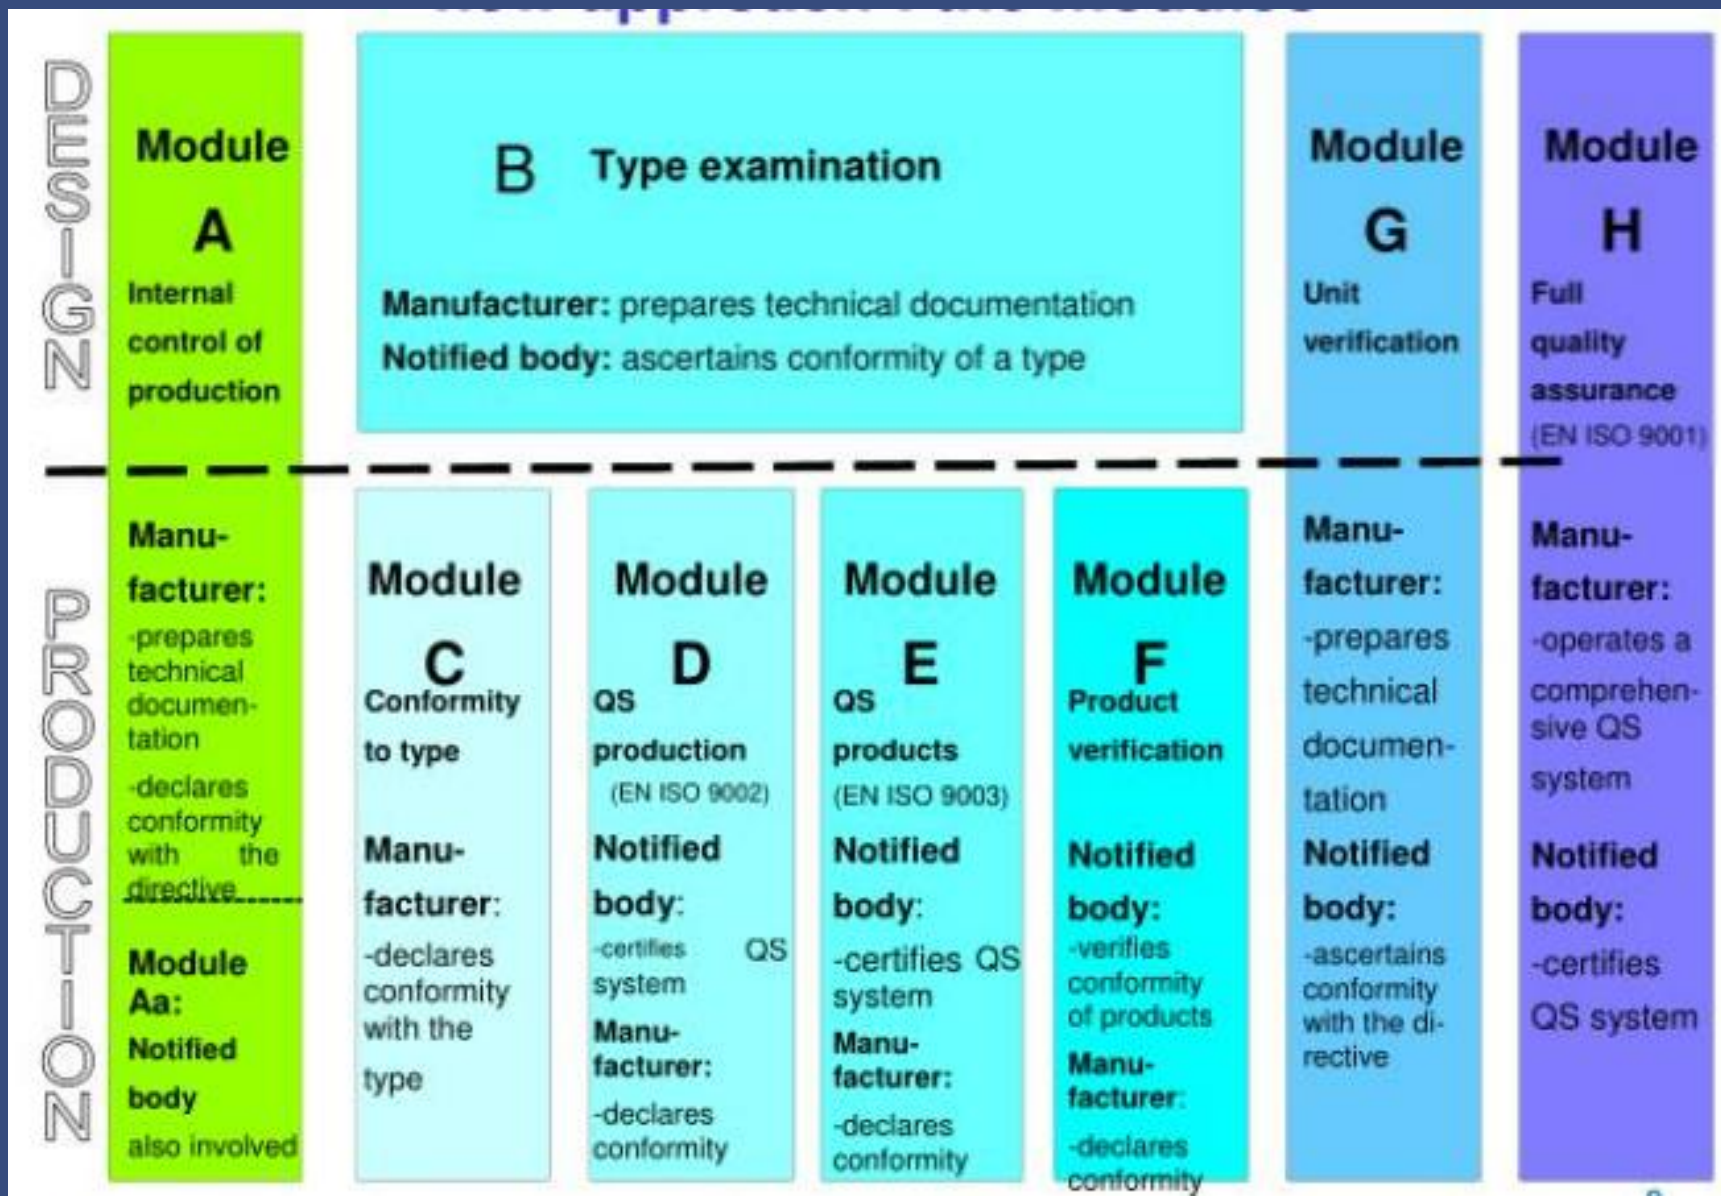 DESIGN
Module
A
Internal
control of
production
B Type examination
Manufacturer: prepares technical documentation
Notified body: ascertains conformity of a type
Module
G
Unit
verification
Module
H
Full
quality
assurance
(EN ISO 9001)
PRODUCTION
Manu-
facturer:
-prepares
technical
documen-
tation
-declares
conformity
with the
directive
Module
Aa:
Notified
body
also involved
Module
C
Conformity
to type
Manu-
facturer:
-declares
conformity
with the
type
Module
D
QS
production
(EN ISO 9002)
Notified
body:
-certifies QS
system
Manu-
facturer:
-declares
conformity
Module
E
QS
products
(EN ISO 9003)
Notified
body:
-certifies QS
system
Manu-
facturer:
-declares
conformity
Module
F
Product
verification
Notified
body:
-verifies
conformity
of products
Manu-
facturer:
-declares
conformity
Manu-
facturer:
-prepares
technical
documen-
tation
Notified
body:
-ascertains
conformity
with the di-
rective
Manu-
facturer:
-operates a
comprehen-
sive QS
system
Notified
body:
-certifies
QS system